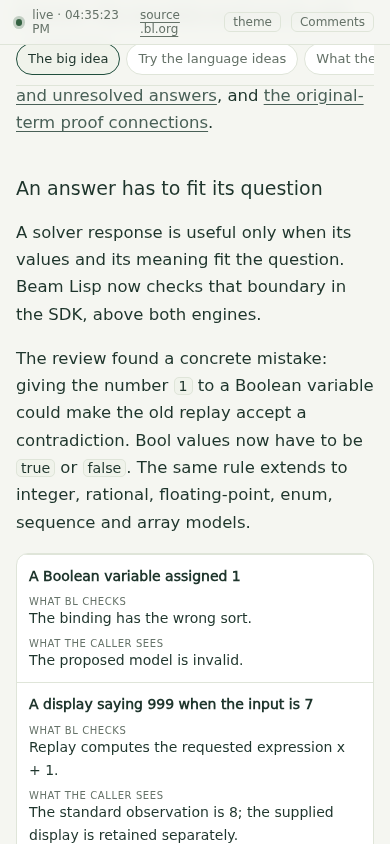 live · 04:35:23
PM
source
.bl.org
theme
Comments
The big idea
Try the language ideas
What the
and unresolved answers, and the original-
term proof connections.
An answer has to fit its question
A solver response is useful only when its
values and its meaning fit the question.
Beam Lisp now checks that boundary in
the SDK, above both engines.
The review found a concrete mistake:
giving the number 1 to a Boolean variable
could make the old replay accept a
contradiction. Bool values now have to be
true or false. The same rule extends to
integer, rational, floating-point, enum,
sequence and array models.
A Boolean variable assigned 1
WHAT BL CHECKS
The binding has the wrong sort.
WHAT THE CALLER SEES
The proposed model is invalid.
A display saying 999 when the input is 7
WHAT BL CHECKS
Replay computes the requested expression x
+ 1.
WHAT THE CALLER SEES
The standard observation is 8; the supplied
display is retained separately.